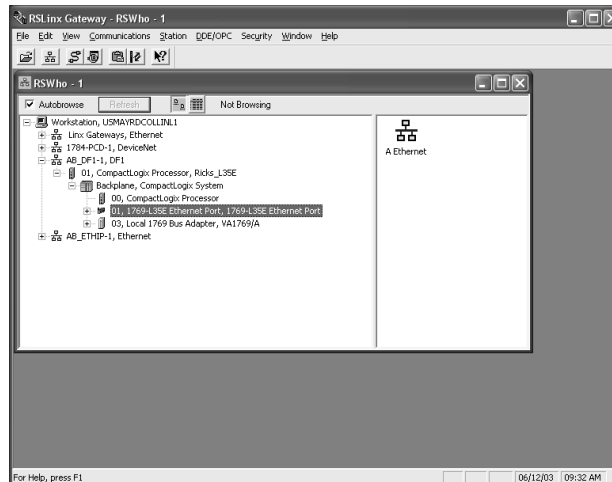 RSLinx Gateway - RSWho - 1
File Edit View Communications Station DDE/OPC Security Window Help
RSWho - 1
Autobrowse Refresh Not Browsing
Workstation, USMAYRDCOLLINL1
Linx Gateways, Ethernet
1784-PCD-1, DeviceNet
AB_DF1-1, DF1
01, CompactLogix Processor, Ricks_L35E
Backplane, CompactLogix System
00, CompactLogix Processor
01, 1769-L35E Ethernet Port, 1769-L35E Ethernet Port
03, Local 1769 Bus Adapter, VA1769/A
AB_ETHIP-1, Ethernet
A Ethernet
For Help, press F1
06/12/03 09:32 AM